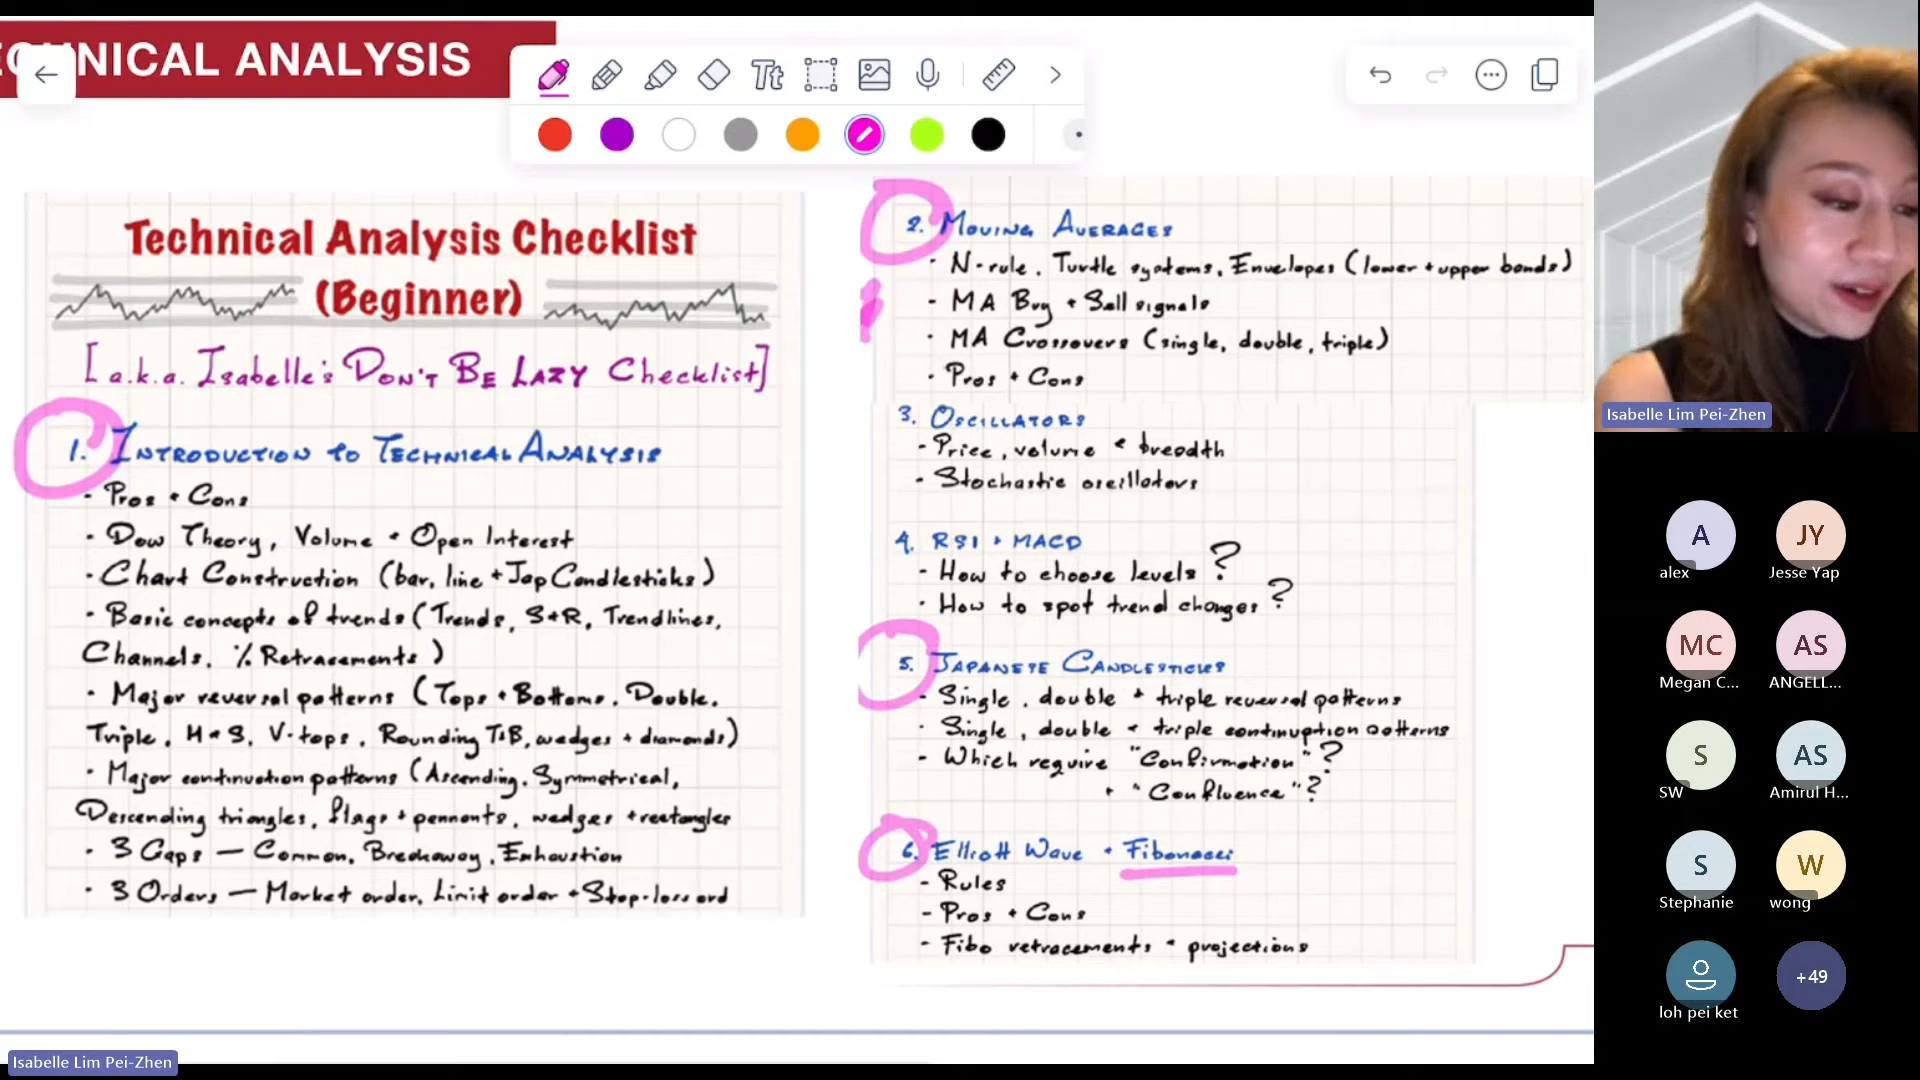 CHNICAL ANALYSIS
Tt
Technical Analysis Checklist
(Beginner)
[a.k.a. Isabelle's DON'T BE LAZY Checklist]
1. INTRODUCTION to TECHNICAL ANALYSIS
- Pros + Cons
- Dow Theory, Volume + Open Interest
- Chart Construction (bar, line + Jap Candlesticks)
- Basic concepts of trends (Trends, S+R, Trendlines,
Channels, % Retracements)
- Major reversal patterns (Tops + Bottoms, Double,
Triple, H+S, V-tops, Rounding T&B, wedges + diamonds)
- Major continuation patterns (Ascending, Symmetrical,
Descending triangles, flags + pennants, wedges + rectangles
- 3 Gaps — Common, Breakaway, Exhaustion
- 3 Orders — Market order, Limit order + Stop-loss ord
2. MOVING AVERAGES
- N-rule, Turtle systems, Envelopes (lower + upper bands)
- MA Buy + Sell signals
- MA Crossovers (single, double, triple)
- Pros + Cons
3. OSCILLATORS
- Price, volume + breadth
- Stochastic oscillators
4. RSI + MACD
- How to choose levels?
- How to spot trend changes?
5. JAPANESE CANDLESTICKS
- Single, double + triple reversal patterns
- Single, double + triple continuation patterns
- Which require "Confirmation"?
+ "Confluence"?
6. Elliott Wave + Fibonacci
- Rules
- Pros + Cons
- Fibo retracements + projections
Isabelle Lim Pei-Zhen
A
alex
JY
Jesse Yap
MC
Megan C...
AS
ANGELL...
S
SW
AS
Amirul H...
S
Stephanie
W
wong
loh pei ket
+49
Isabelle Lim Pei-Zhen